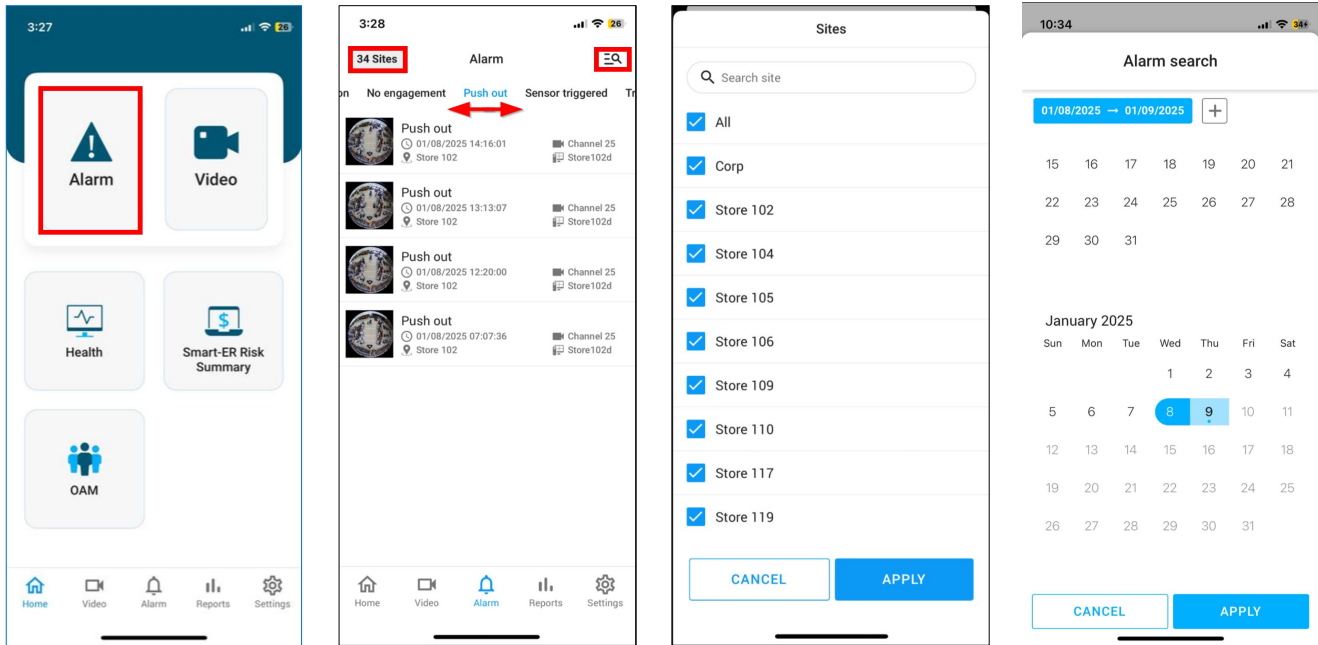 3:27
26
Alarm
Video
Health
Smart-ER Risk
Summary
OAM
Home Video Alarm Reports Settings
3:28
26
34 Sites Alarm
on No engagement Push out Sensor triggered Tr
Push out
01/08/2025 14:16:01 Channel 25
Store 102 Store102d
Push out
01/08/2025 13:13:07 Channel 25
Store 102 Store102d
Push out
01/08/2025 12:20:00 Channel 25
Store 102 Store102d
Push out
01/08/2025 07:07:36 Channel 25
Store 102 Store102d
Home Video Alarm Reports Settings
Sites
Search site
All
Corp
Store 102
Store 104
Store 105
Store 106
Store 109
Store 110
Store 117
Store 119
CANCEL APPLY
10:34
34
Alarm search
01/08/2025 → 01/09/2025 +
15 16 17 18 19 20 21
22 23 24 25 26 27 28
29 30 31
January 2025
Sun Mon Tue Wed Thu Fri Sat
1 2 3 4
5 6 7 8 9 10 11
12 13 14 15 16 17 18
19 20 21 22 23 24 25
26 27 28 29 30 31
CANCEL APPLY